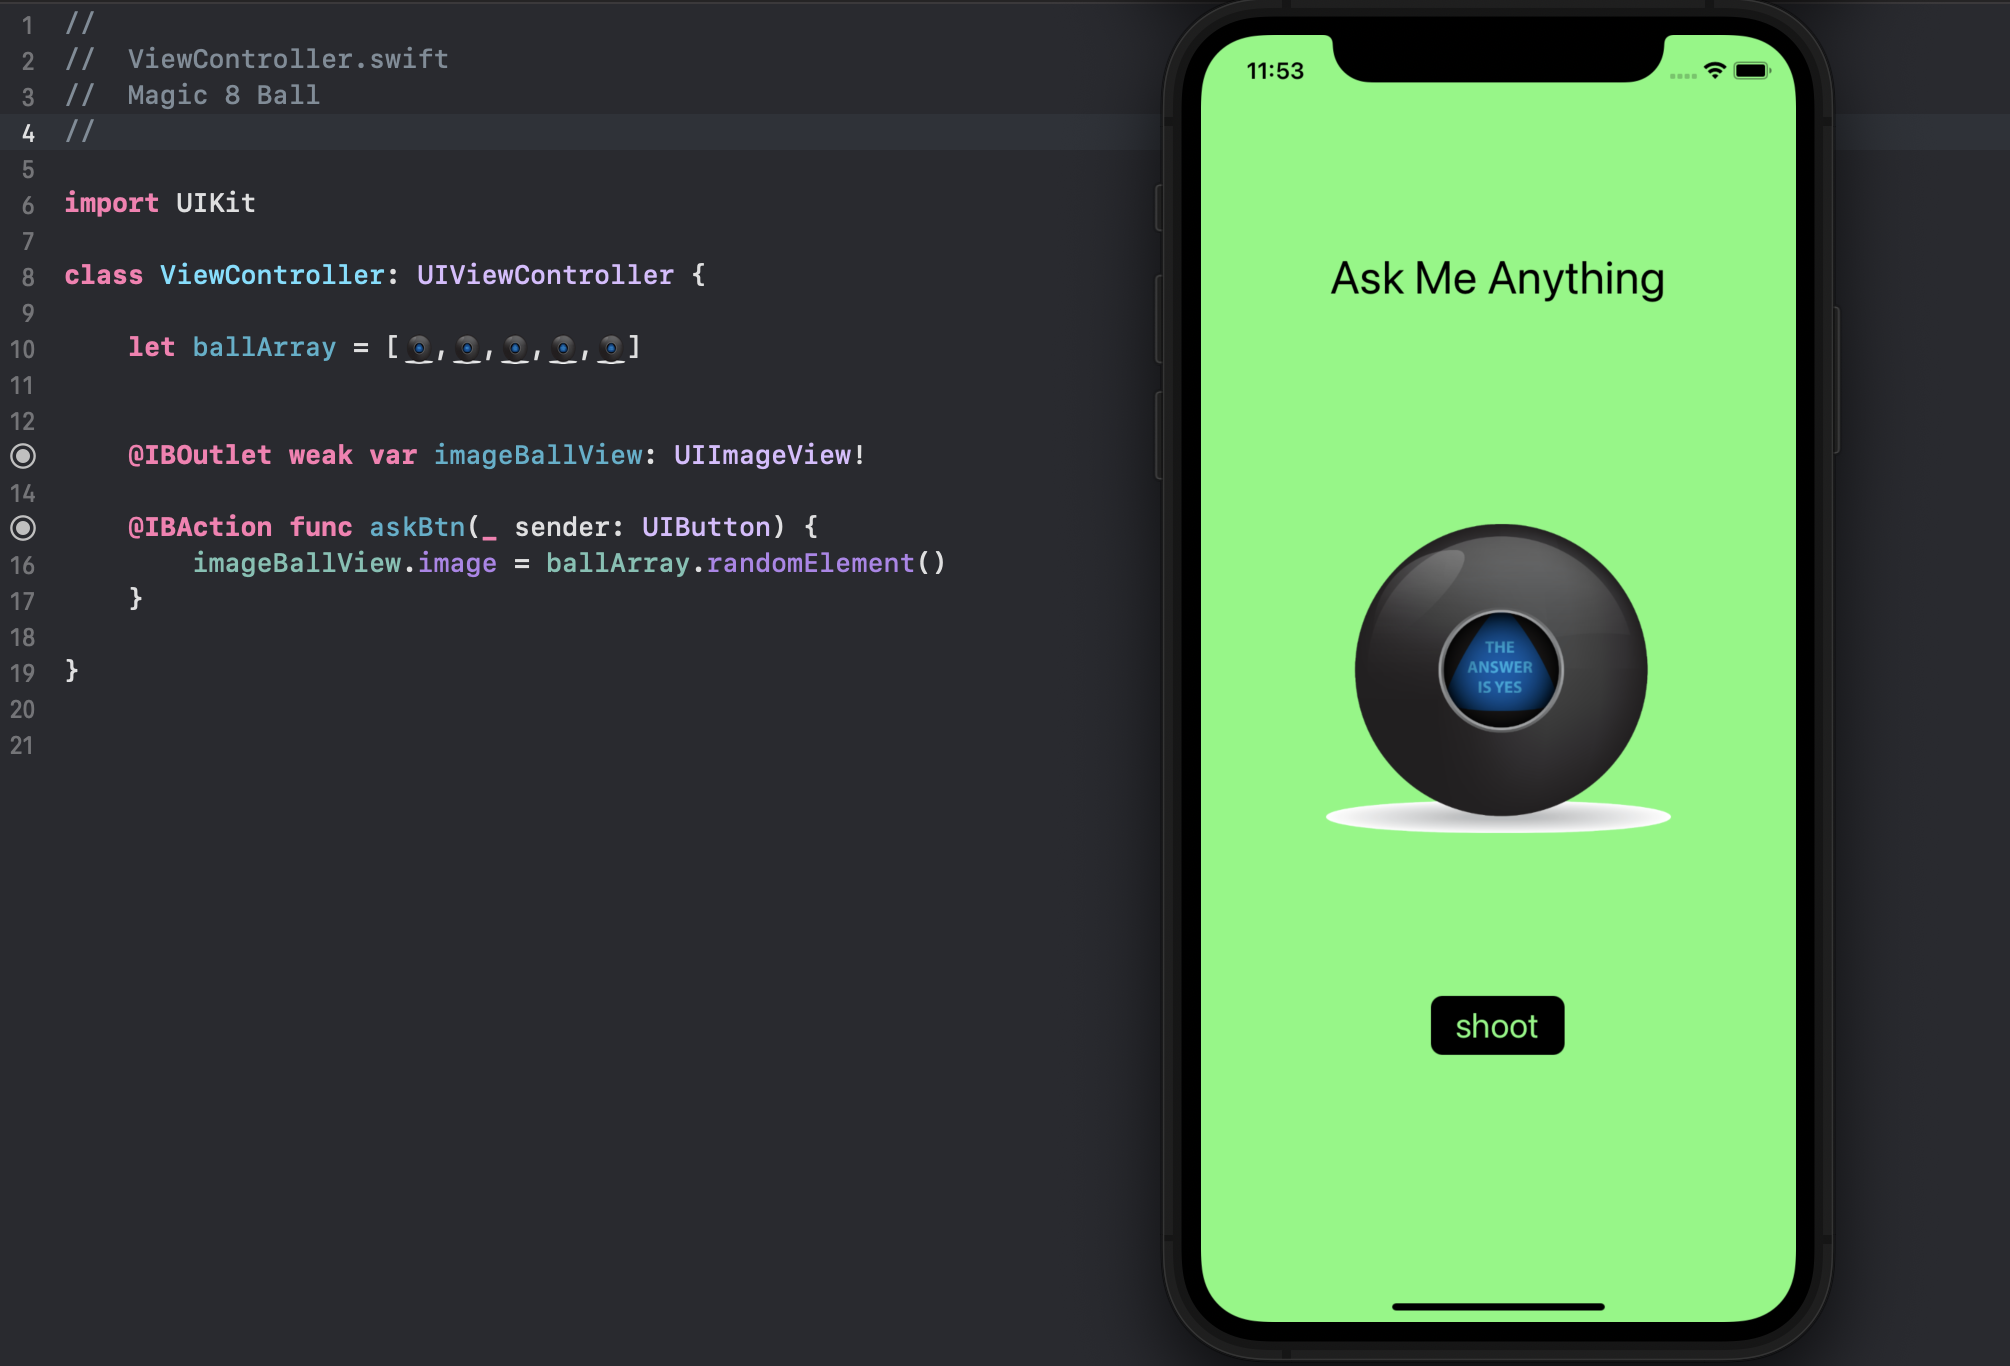 1 //
2 //  ViewController.swift
3 //  Magic 8 Ball
4 //
5
6 import UIKit
7
8 class ViewController: UIViewController {
9
10     let ballArray = [,,,,]
11
12
    @IBOutlet weak var imageBallView: UIImageView!
14
    @IBAction func askBtn(_ sender: UIButton) {
16         imageBallView.image = ballArray.randomElement()
17     }
18
19 }
20
21
11:53
Ask Me Anything
THE
ANSWER
IS YES
shoot